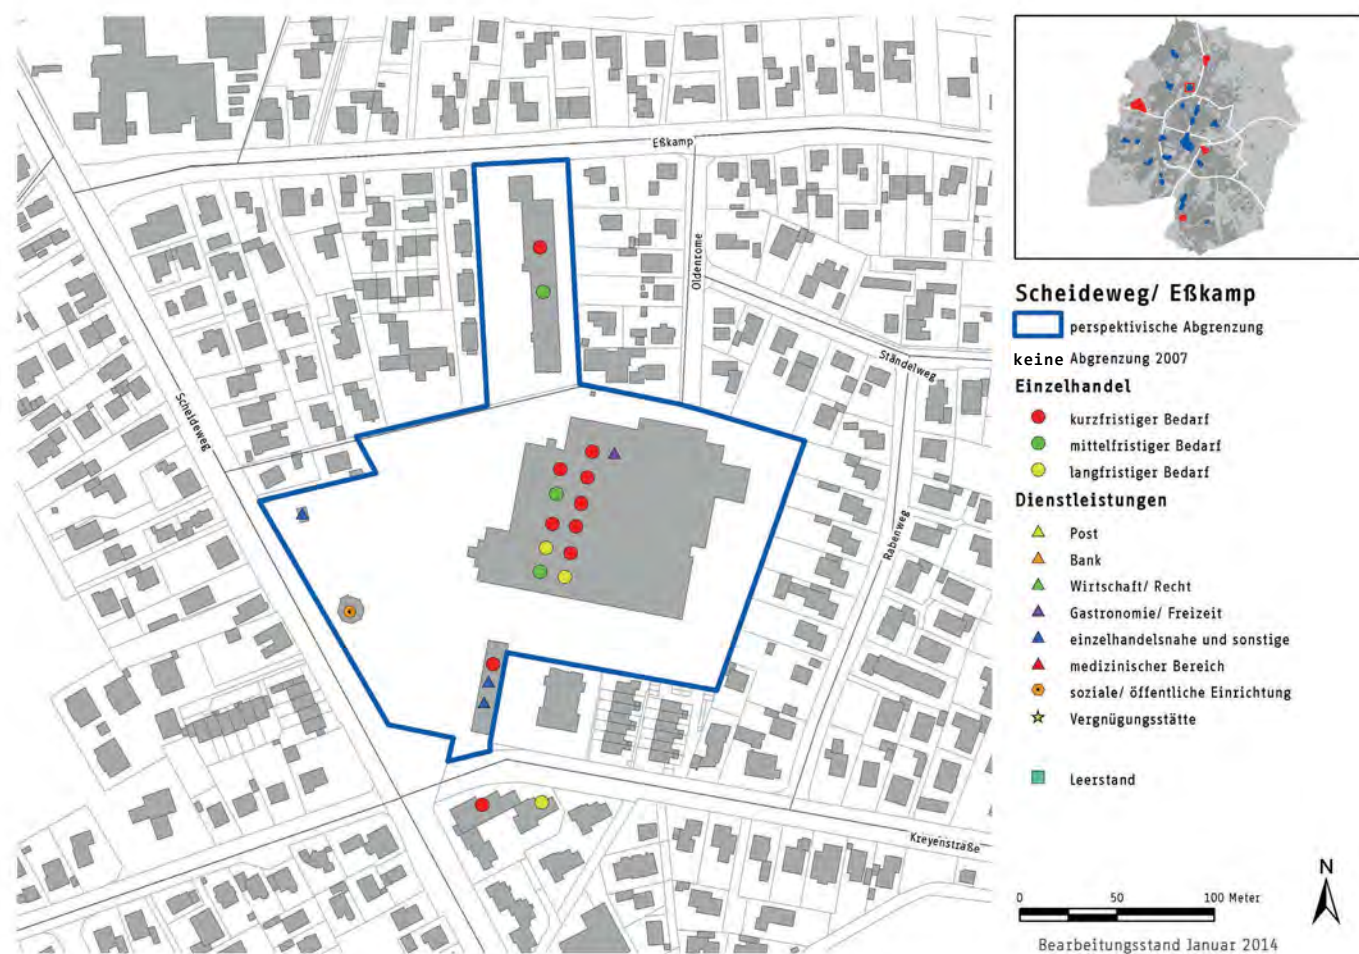 Eßkamp
Oldenrome
Ständelweg
Scheideweg
Rabenweg
Kreyenstraße
Scheideweg/ Eßkamp
perspektivische Abgrenzung
keine Abgrenzung 2007
Einzelhandel
kurzfristiger Bedarf
mittelfristiger Bedarf
langfristiger Bedarf
Dienstleistungen
Post
Bank
Wirtschaft/ Recht
Gastronomie/ Freizeit
einzelhandelsnahe und sonstige
medizinischer Bereich
soziale/ öffentliche Einrichtung
Vergnügungsstätte
Leerstand
N
0 50 100 Meter
Bearbeitungsstand Januar 2014